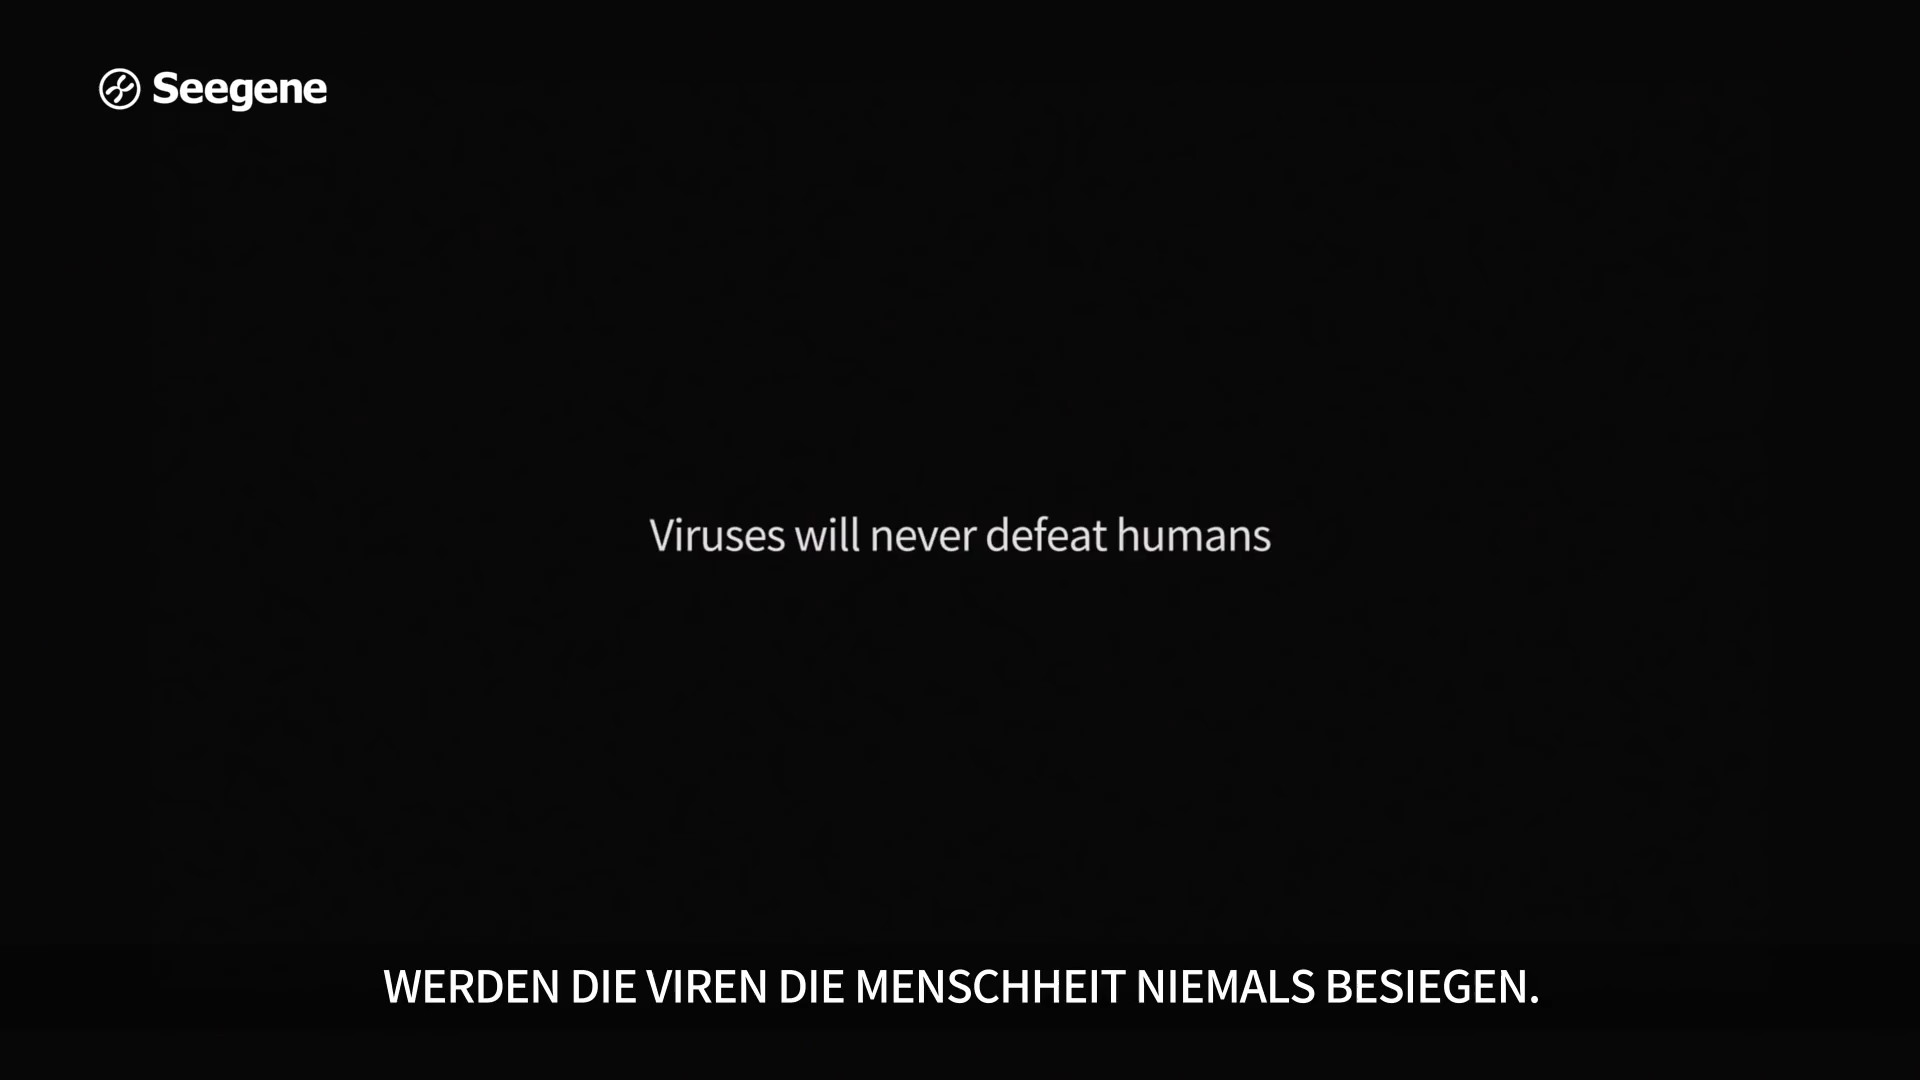 Seegene
Viruses will never defeat humans
WERDEN DIE VIREN DIE MENSCHHEIT NIEMALS BESIEGEN.